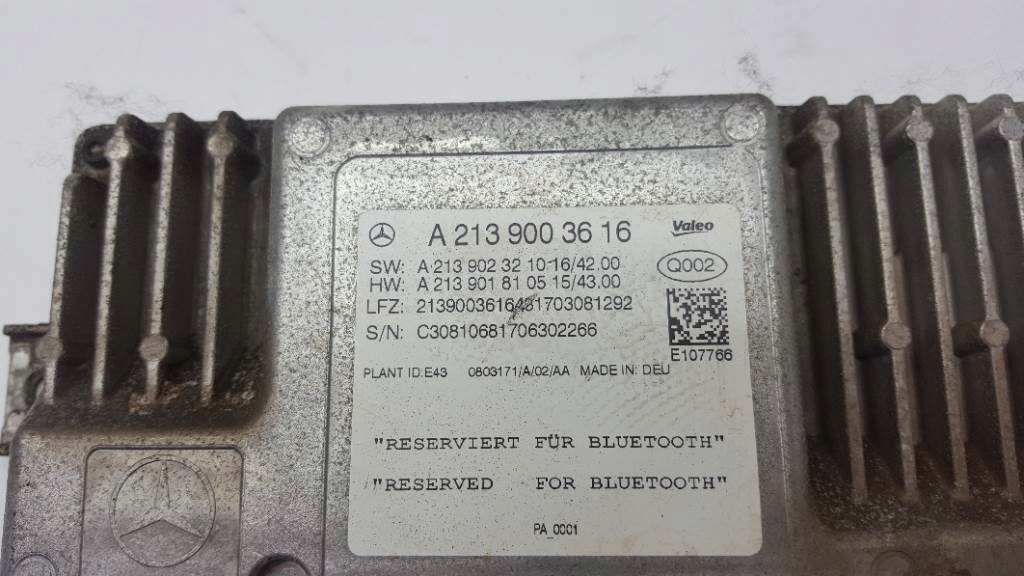 A 213 900 36 16
Valeo
SW: A 213 902 32 10 16/42.00
HW: A 213 901 81 05 15/43.00
Q002
LFZ: 2139003616481703081292
S/N: C30810681706302266
E107766
PLANT ID:E43 0803171/A/02/AA MADE IN: DEU
"RESERVIERT FÜR BLUETOOTH"
"RESERVED FOR BLUETOOTH"
PA_0001